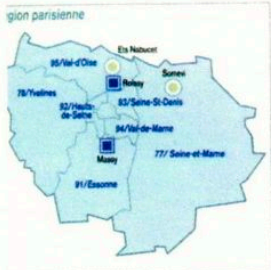 gion parisienne
Ets Nabucet
95/Val-d'Oise
Somevi
Roissy
78/Yvelines
92/Hauts-
de-Seine
93/Seine-St-Denis
94/Val-de-Marne
Massy
77/ Seine-et-Marne
91/Essonne